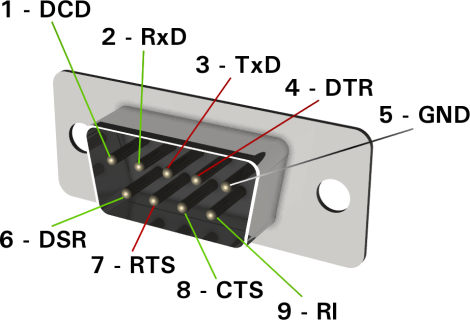 1 - DCD
2 - RxD
3 - TxD
4 - DTR
5 - GND
6 - DSR
7 - RTS
8 - CTS
9 - RI